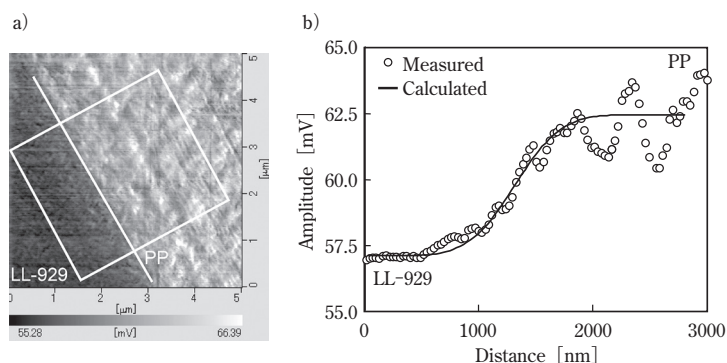 a)
5
4
3
2
1
0
[μm]
PP
LL-929
0 1 2 3 4 5
[μm]
55.28 [mV] 66.39
b)
65.0
62.5
60.0
57.5
55.0
Amplitude [mV]
Measured
Calculated
PP
LL-929
0 1000 2000 3000
Distance [nm]